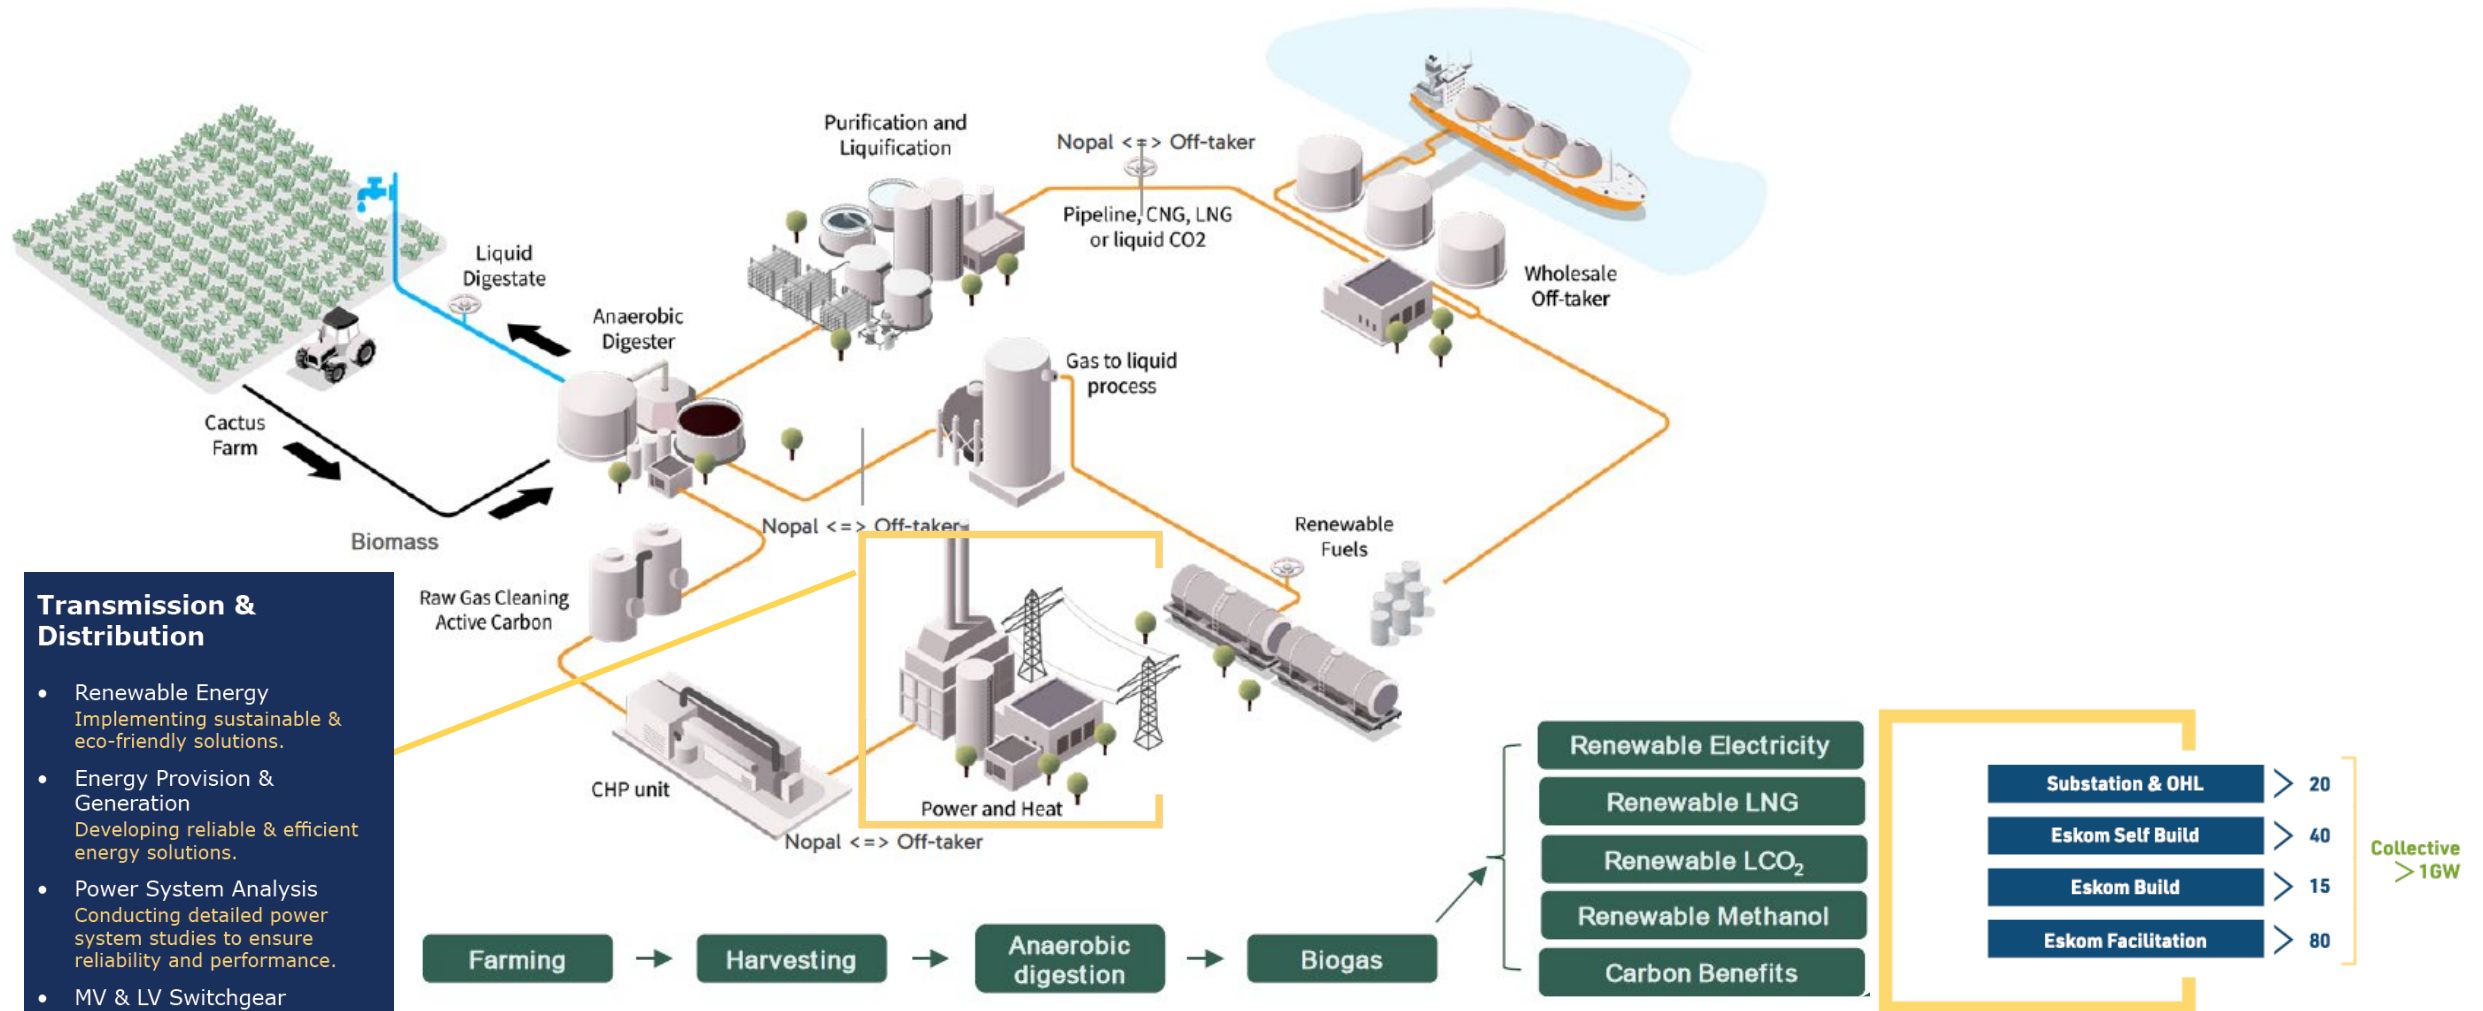 Purification and
Liquification
Nopal <=> Off-taker
Pipeline, CNG, LNG
or liquid CO2
Liquid
Digestate
Wholesale
Off-taker
Anaerobic
Digester
Gas to liquid
process
Cactus
Farm
Biomass
Nopal <=> Off-taker
Renewable
Fuels
Raw Gas Cleaning
Active Carbon
CHP unit
Power and Heat
Nopal <=> Off-taker
Transmission &
Distribution
• Renewable Energy
Implementing sustainable &
eco-friendly solutions.
• Energy Provision &
Generation
Developing reliable & efficient
energy solutions.
• Power System Analysis
Conducting detailed power
system studies to ensure
reliability and performance.
• MV & LV Switchgear
Farming
Harvesting
Anaerobic
digestion
Biogas
Renewable Electricity
Renewable LNG
Renewable LCO₂
Renewable Methanol
Carbon Benefits
Substation & OHL > 20
Eskom Self Build > 40
Eskom Build > 15
Eskom Facilitation > 80
Collective
>1GW